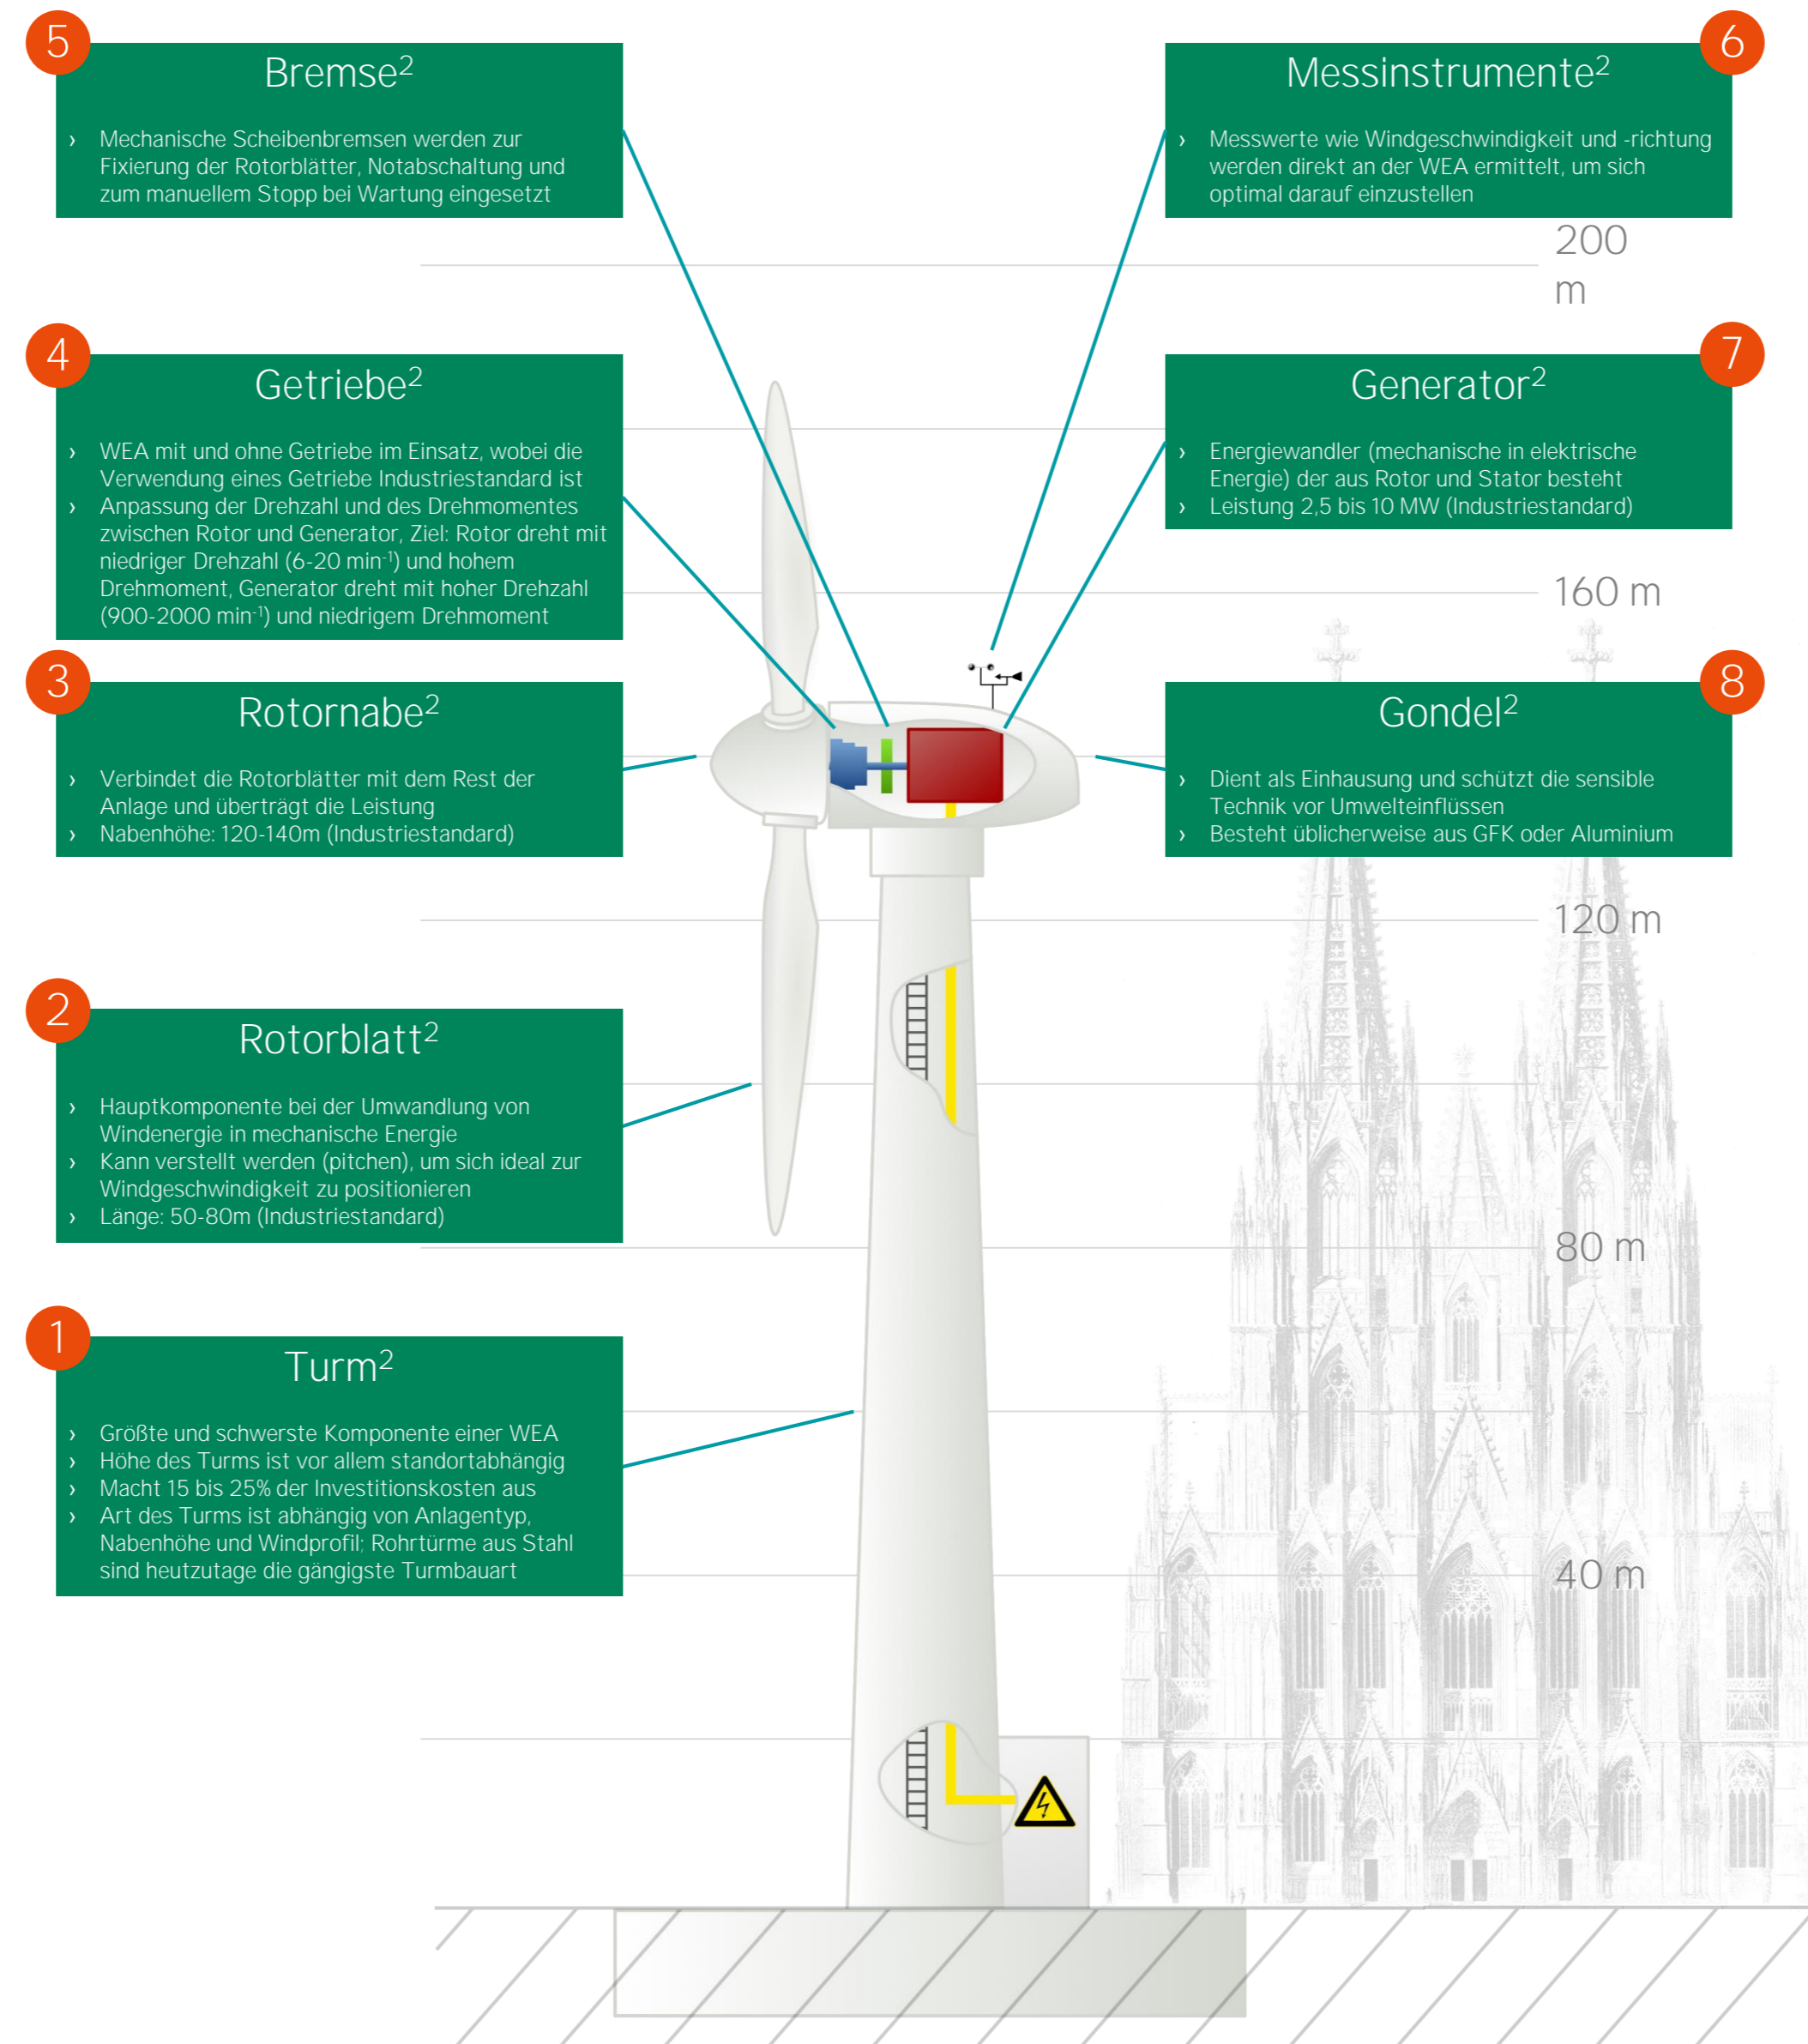 5
Bremse²
› Mechanische Scheibenbremsen werden zur
Fixierung der Rotorblätter, Notabschaltung und
zum manuellem Stopp bei Wartung eingesetzt
6
Messinstrumente²
› Messwerte wie Windgeschwindigkeit und -richtung
werden direkt an der WEA ermittelt, um sich
optimal darauf einzustellen
200
m
4
Getriebe²
› WEA mit und ohne Getriebe im Einsatz, wobei die
Verwendung eines Getriebe Industriestandard ist
› Anpassung der Drehzahl und des Drehmomentes
zwischen Rotor und Generator, Ziel: Rotor dreht mit
niedriger Drehzahl (6-20 min⁻¹) und hohem
Drehmoment, Generator dreht mit hoher Drehzahl
(900-2000 min⁻¹) und niedrigem Drehmoment
7
Generator²
› Energiewandler (mechanische in elektrische
Energie) der aus Rotor und Stator besteht
› Leistung 2,5 bis 10 MW (Industriestandard)
160 m
3
Rotornabe²
› Verbindet die Rotorblätter mit dem Rest der
Anlage und überträgt die Leistung
› Nabenhöhe: 120-140m (Industriestandard)
8
Gondel²
› Dient als Einhausung und schützt die sensible
Technik vor Umwelteinflüssen
› Besteht üblicherweise aus GFK oder Aluminium
120 m
2
Rotorblatt²
› Hauptkomponente bei der Umwandlung von
Windenergie in mechanische Energie
› Kann verstellt werden (pitchen), um sich ideal zur
Windgeschwindigkeit zu positionieren
› Länge: 50-80m (Industriestandard)
80 m
1
Turm²
› Größte und schwerste Komponente einer WEA
› Höhe des Turms ist vor allem standortabhängig
› Macht 15 bis 25% der Investitionskosten aus
› Art des Turms ist abhängig von Anlagentyp,
Nabenhöhe und Windprofil; Rohrtürme aus Stahl
sind heutzutage die gängigste Turmbauart
40 m